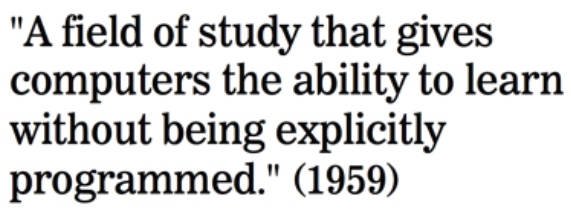 "A field of study that gives
computers the ability to learn
without being explicitly
programmed." (1959)